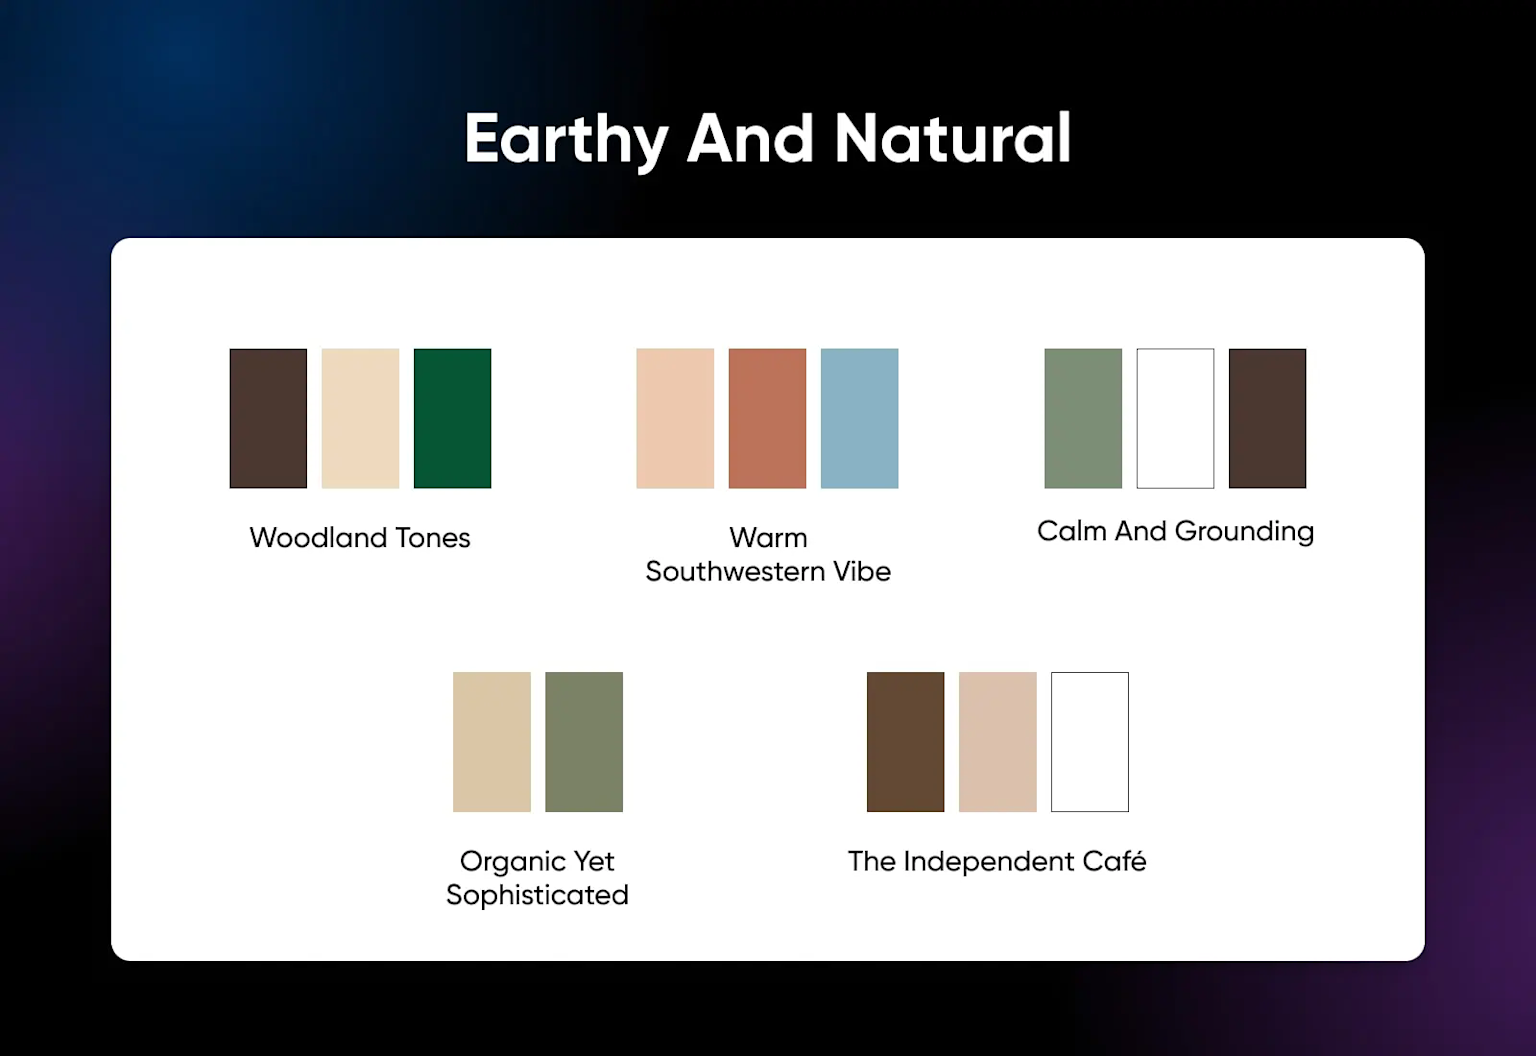 Earthy And Natural
Woodland Tones
Warm
Southwestern Vibe
Calm And Grounding
Organic Yet
Sophisticated
The Independent Café